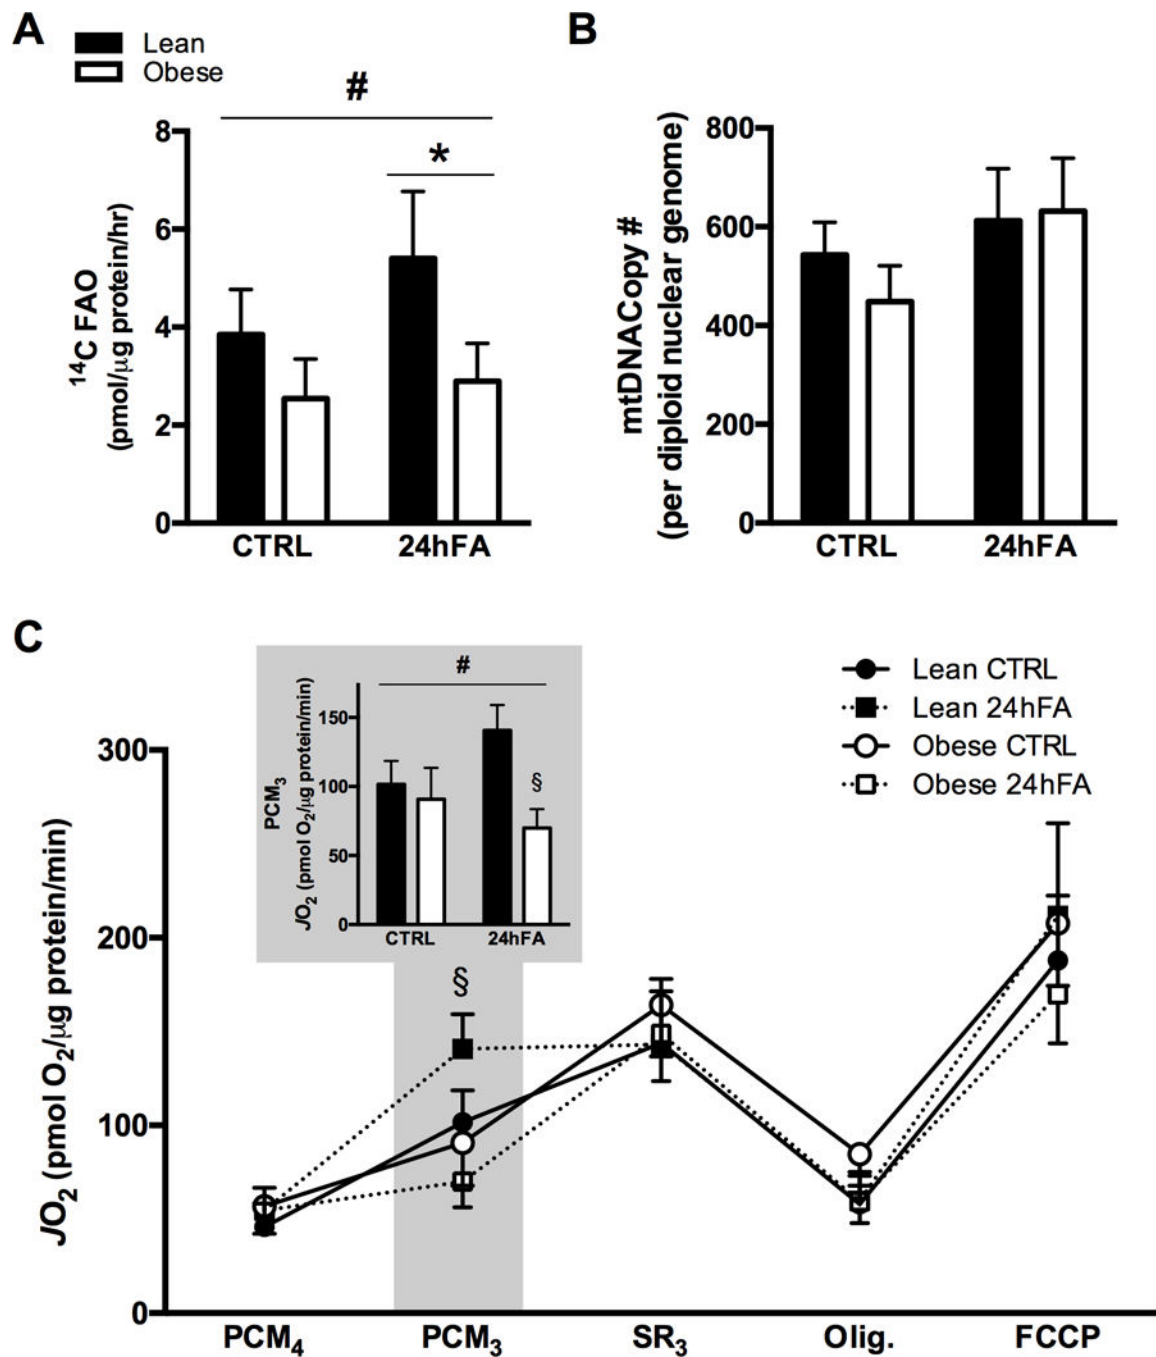 A
Lean
Obese
#
*
8
6
4
2
0
¹⁴C FAO
(pmol/μg protein/hr)
CTRL
24hFA
B
800
600
400
200
0
mtDNACopy #
(per diploid nuclear genome)
CTRL
24hFA
C
#
§
150
100
50
0
PCM₃
JO₂ (pmol O₂/μg protein/min)
CTRL
24hFA
Lean CTRL
Lean 24hFA
Obese CTRL
Obese 24hFA
§
300
200
100
0
JO₂ (pmol O₂/μg protein/min)
PCM₄
PCM₃
SR₃
Olig.
FCCP